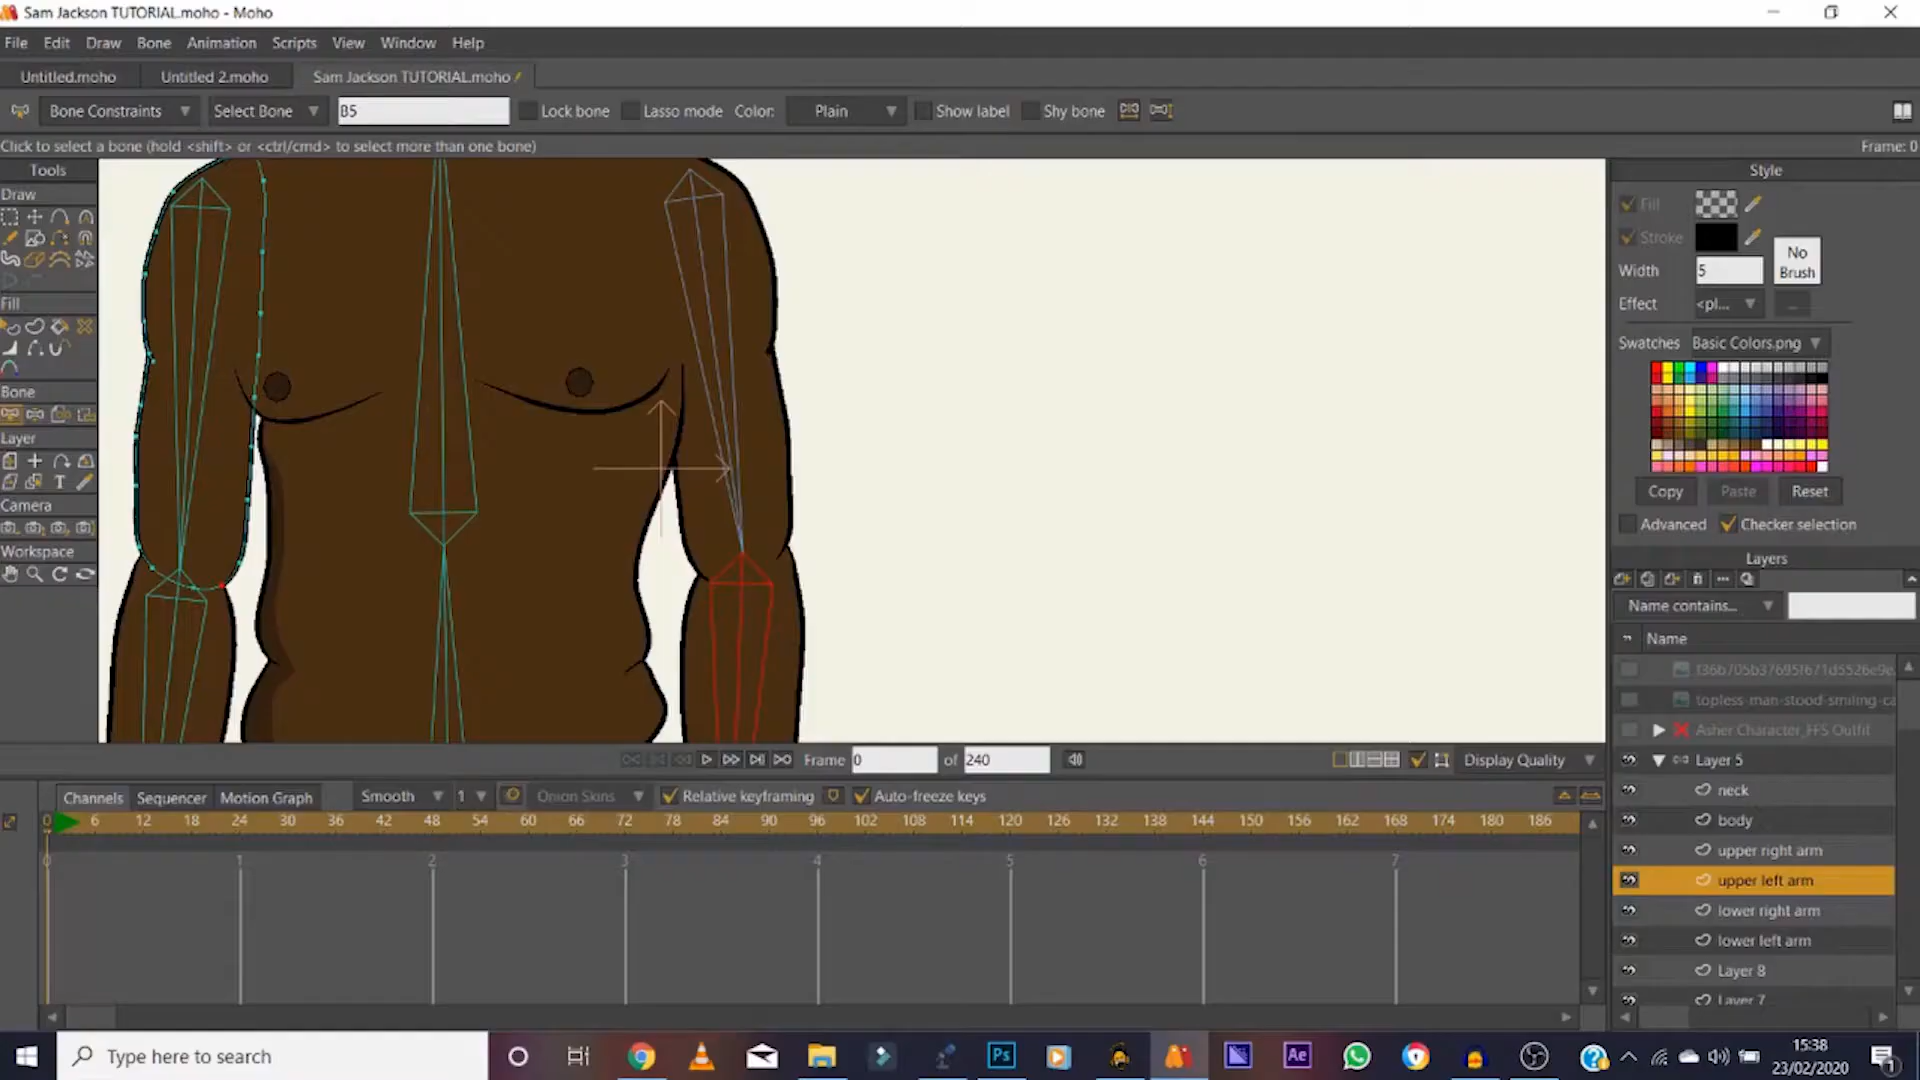 Sam Jackson TUTORIAL.moho - Moho
File Edit Draw Bone Animation Scripts View Window Help
Untitled.moho Untitled 2.moho Sam Jackson TUTORIAL.moho
Bone Constraints Select Bone B5 Lock bone Lasso mode Color: Plain Show label Shy bone
Click to select a bone (hold <shift> or <ctrl/cmd> to select more than one bone) Frame: 0
Tools
Draw
Fill
Bone
Layer
Camera
Workspace
Style
Fill
Stroke
Width 5
No Brush
Effect <pl...
Swatches Basic Colors.png
Copy Paste Reset
Advanced Checker selection
Layers
Name contains...
Name
topless-man-stood-smiling-ca
Asher Character_FFS Outfit
Layer 5
neck
body
upper right arm
upper left arm
lower right arm
lower left arm
Layer 8
Layer 7
Frame 0 of 240 Display Quality
Channels Sequencer Motion Graph Smooth 1 Onion Skins Relative keyframing Auto-freeze keys
0 6 12 18 24 30 36 42 48 54 60 66 72 78 84 90 96 102 108 114 120 126 132 138 144 150 156 162 168 174 180 186
0 1 2 3 4 5 6 7
Type here to search
Ps
Ae
15:38
23/02/2020
1